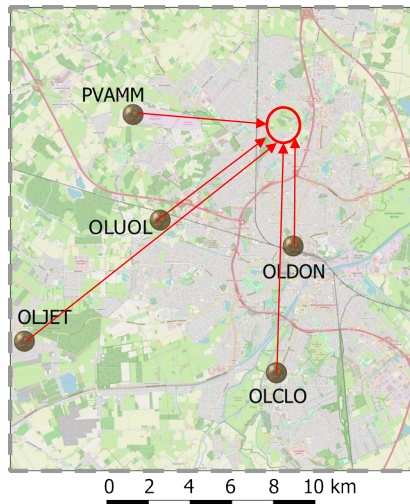 PVAMM
OLUOL
OLDON
OLJET
OLCLO
0 2 4 6 8 10 km